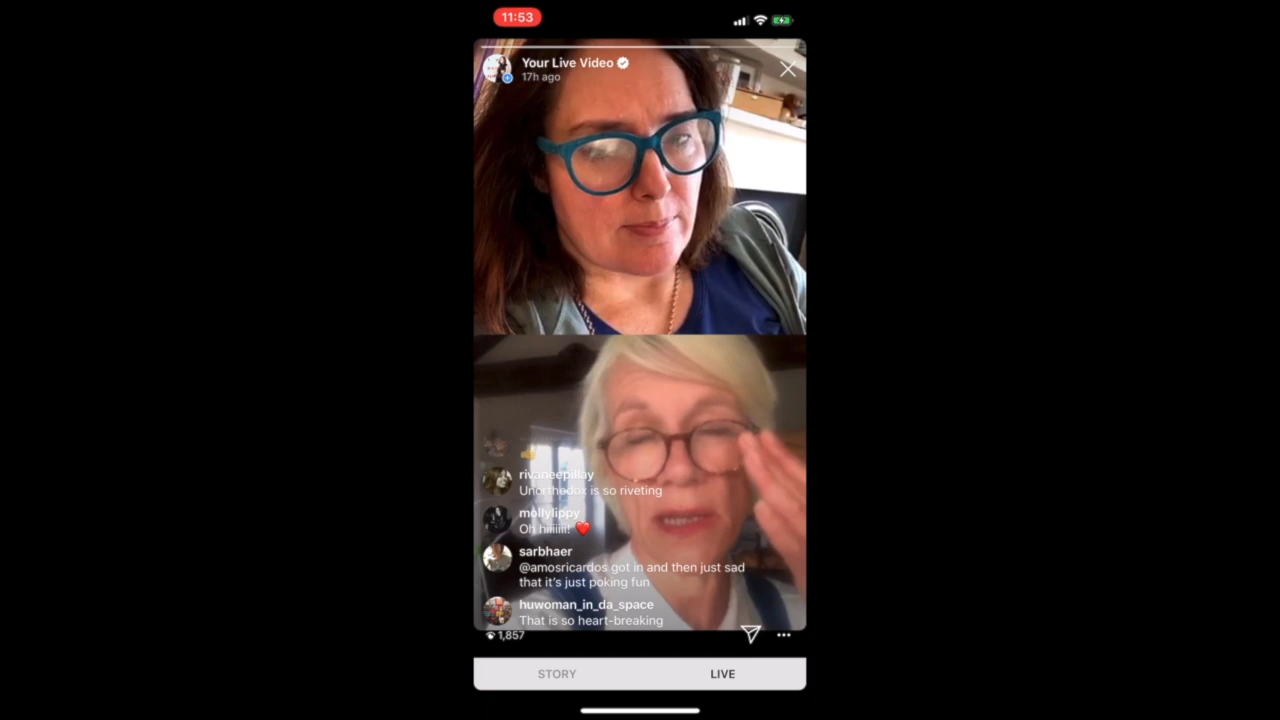 11:53
Your Live Video
17h ago
rivaneepillay
Unorthodox is so riveting
mollylippy
Oh hiiiiii! ❤️
sarbhaer
@amosricardos got in and then just sad
that it's just poking fun
huwoman_in_da_space
That is so heart-breaking
1,857
STORY
LIVE